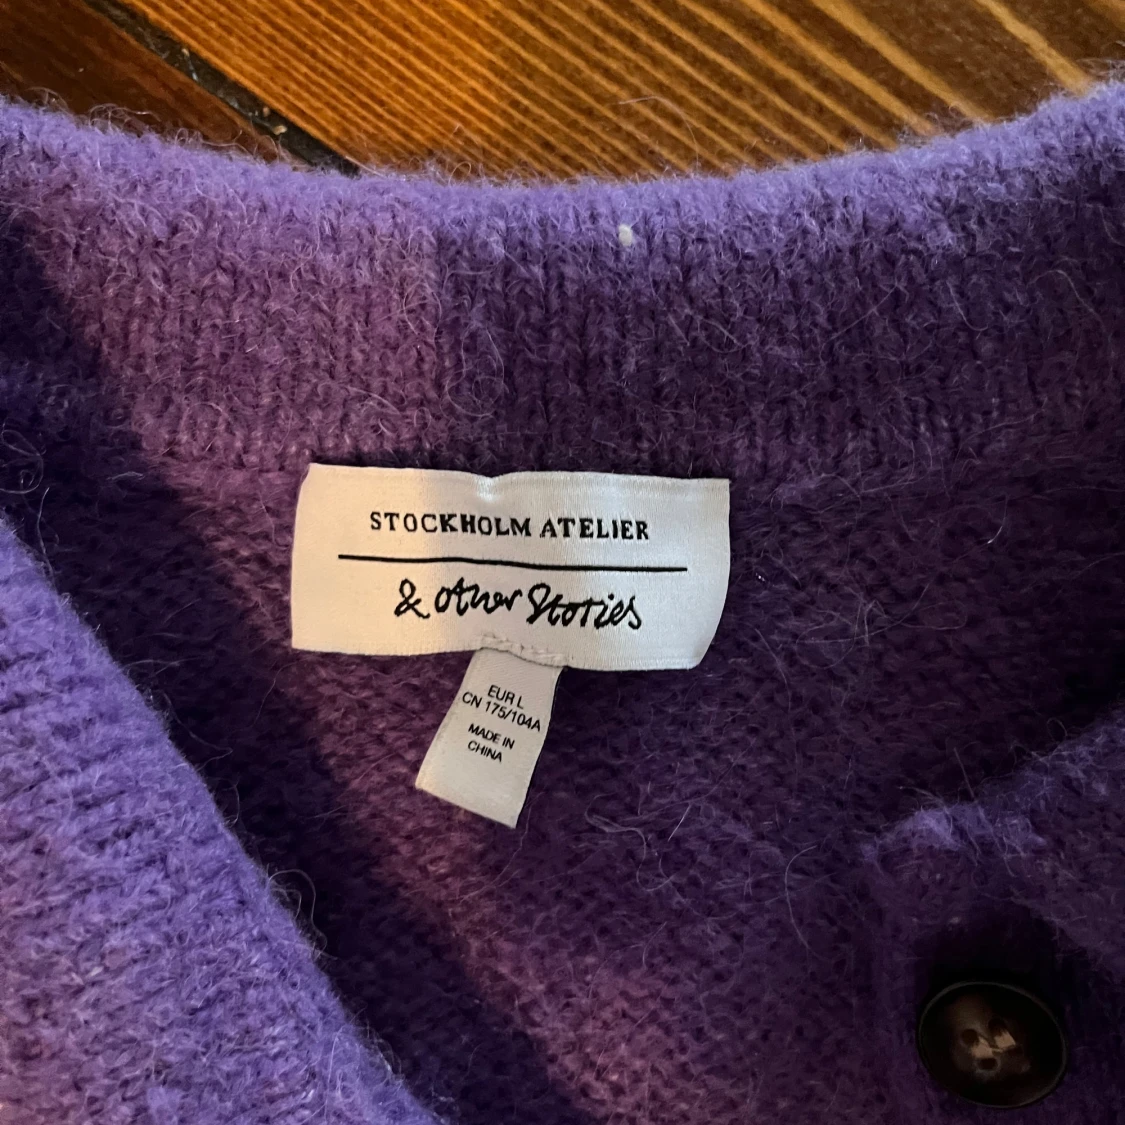 STOCKHOLM ATELIER
& other Stories
EUR L
CN 175/104A
MADE IN
CHINA